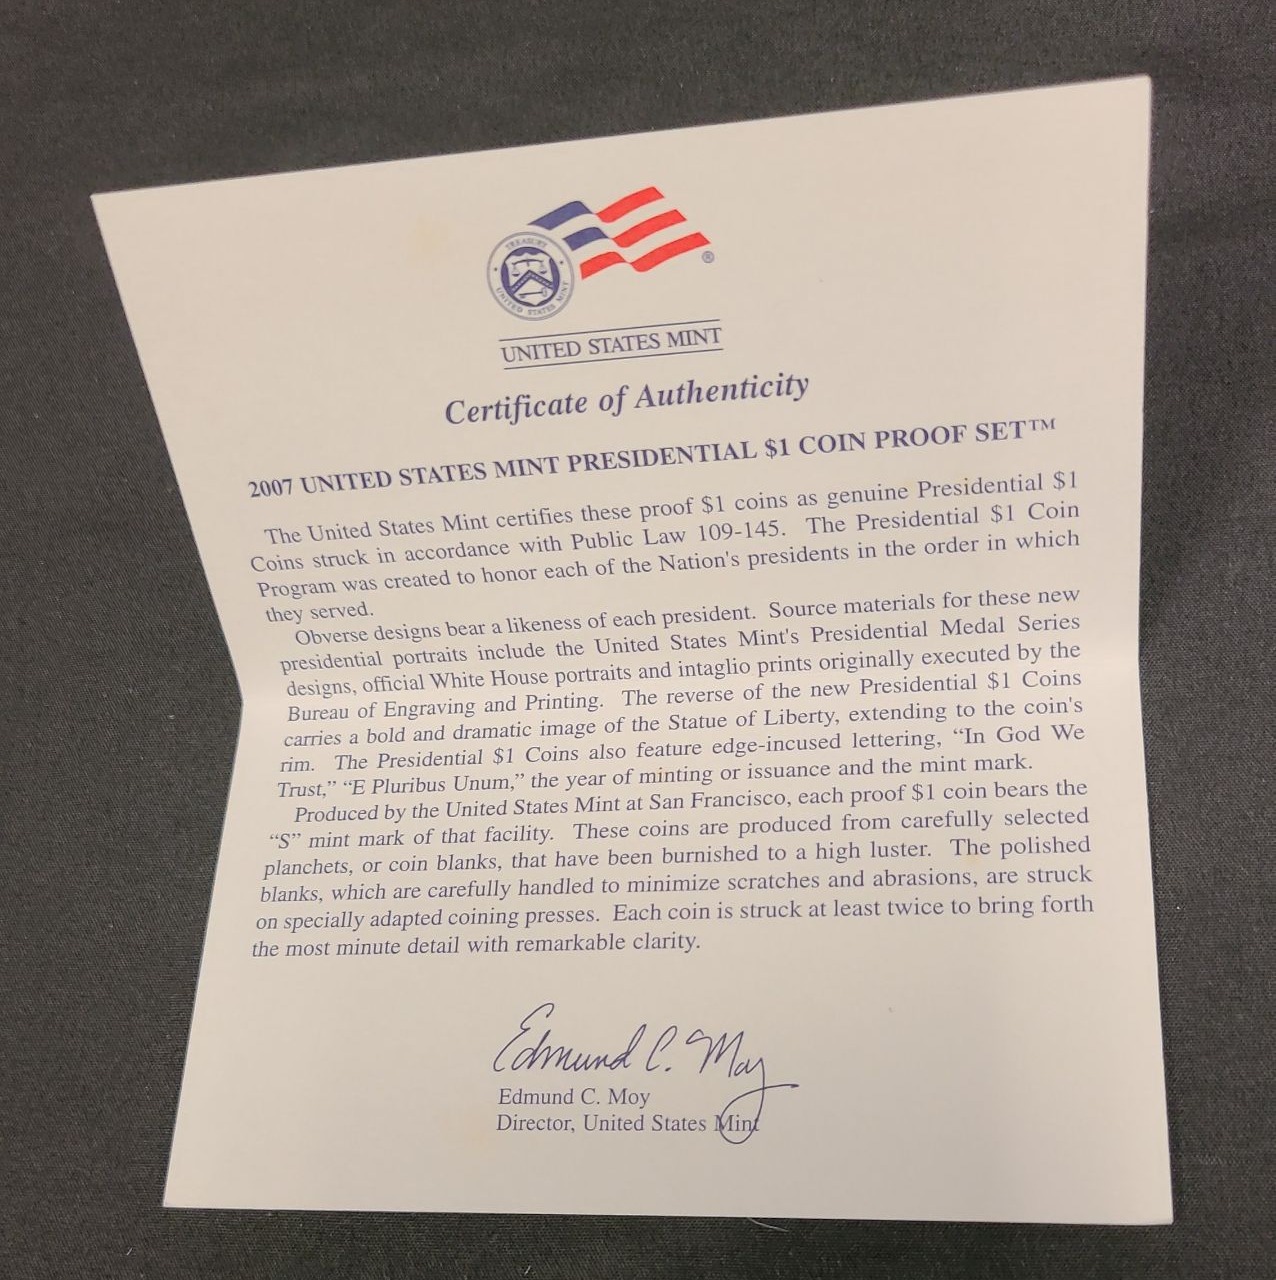 TREASURY
UNITED STATES MINT
®
UNITED STATES MINT
Certificate of Authenticity
2007 UNITED STATES MINT PRESIDENTIAL $1 COIN PROOF SET™
The United States Mint certifies these proof $1 coins as genuine Presidential $1
Coins struck in accordance with Public Law 109-145. The Presidential $1 Coin
Program was created to honor each of the Nation's presidents in the order in which
they served.
Obverse designs bear a likeness of each president. Source materials for these new
presidential portraits include the United States Mint's Presidential Medal Series
designs, official White House portraits and intaglio prints originally executed by the
Bureau of Engraving and Printing. The reverse of the new Presidential $1 Coins
carries a bold and dramatic image of the Statue of Liberty, extending to the coin's
rim. The Presidential $1 Coins also feature edge-incused lettering, “In God We
Trust,” “E Pluribus Unum,” the year of minting or issuance and the mint mark.
Produced by the United States Mint at San Francisco, each proof $1 coin bears the
“S” mint mark of that facility. These coins are produced from carefully selected
planchets, or coin blanks, that have been burnished to a high luster. The polished
blanks, which are carefully handled to minimize scratches and abrasions, are struck
on specially adapted coining presses. Each coin is struck at least twice to bring forth
the most minute detail with remarkable clarity.
Edmund C. Moy
Edmund C. Moy
Director, United States Mint